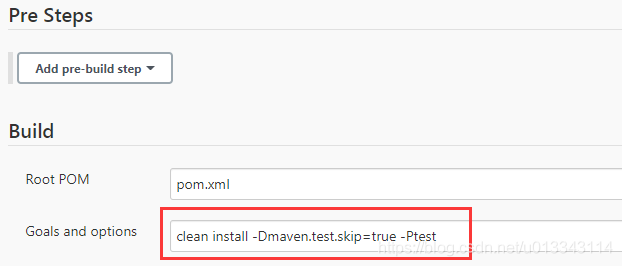 Pre Steps
Add pre-build step
Build
Root POM
pom.xml
Goals and options
clean install -Dmaven.test.skip=true -Ptest
https://blog.csdn.net/u013343114